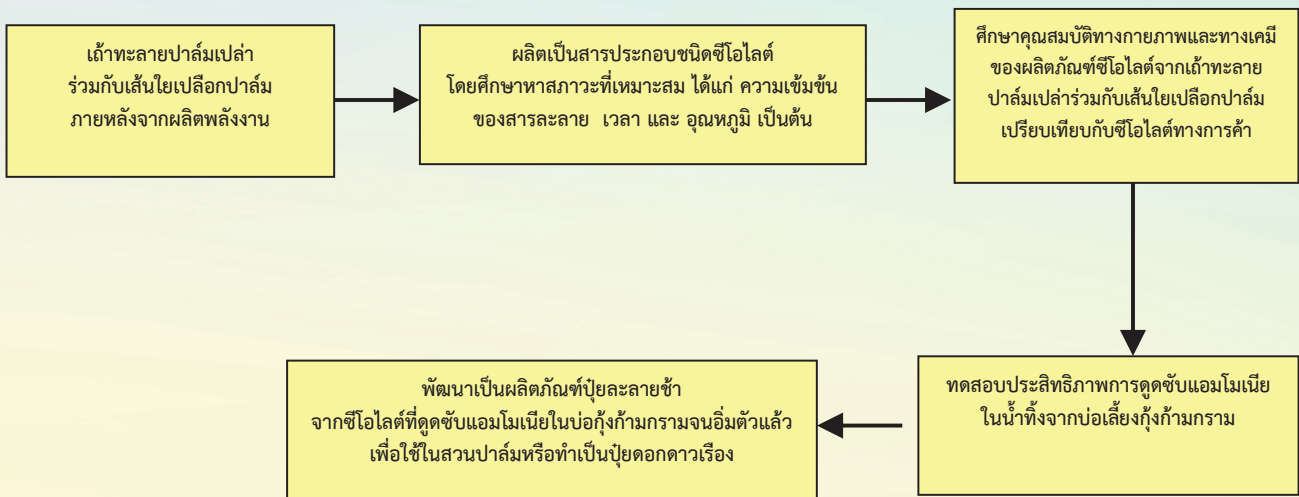 เถ้าทะลายปาล์มเปล่า
ร่วมกับเส้นใยเปลือกปาล์ม
ภายหลังจากผลิตพลังงาน
ผลิตเป็นสารประกอบชนิดซีโอไลต์
โดยศึกษาหาสภาวะที่เหมาะสม ได้แก่ ความเข้มข้น
ของสารละลาย เวลา และ อุณหภูมิ เป็นต้น
ศึกษาคุณสมบัติทางกายภาพและทางเคมี
ของผลิตภัณฑ์ซีโอไลต์จากเถ้าทะลาย
ปาล์มเปล่าร่วมกับเส้นใยเปลือกปาล์ม
เปรียบเทียบกับซีโอไลต์ทางการค้า
ทดสอบประสิทธิภาพการดูดซับแอมโมเนีย
ในน้ำทิ้งจากบ่อเลี้ยงกุ้งก้ามกราม
พัฒนาเป็นผลิตภัณฑ์ปุ๋ยละลายช้า
จากซีโอไลต์ที่ดูดซับแอมโมเนียในบ่อกุ้งก้ามกรามจนอิ่มตัวแล้ว
เพื่อใช้ในสวนปาล์มหรือทำเป็นปุ๋ยดอกดาวเรือง